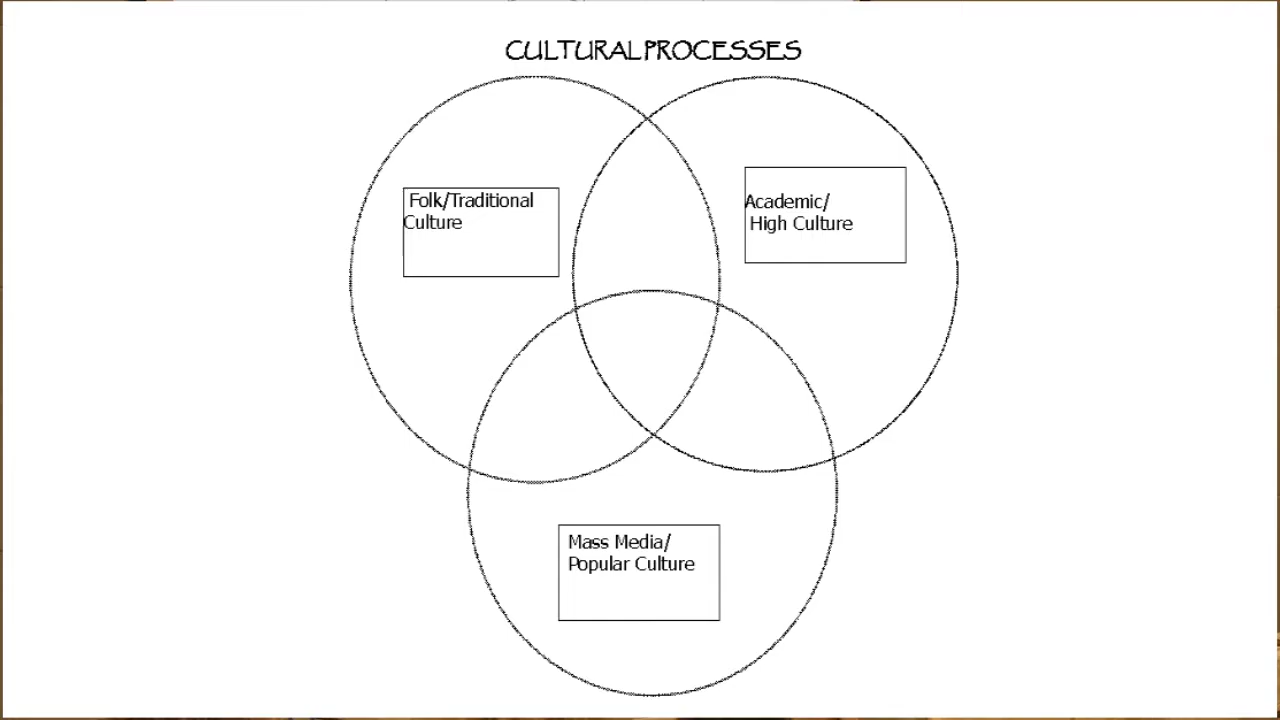 CULTURAL PROCESSES
Folk/Traditional
Culture
Academic/
High Culture
Mass Media/
Popular Culture